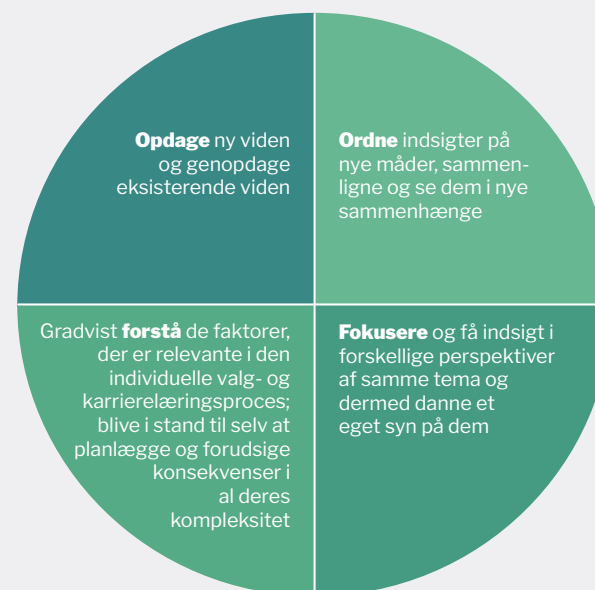 Opdage ny viden
og genopdage
eksisterende viden
Ordne indsigter på
nye måder, sammen-
ligne og se dem i nye
sammenhænge
Fokusere og få indsigt i
forskellige perspektiver
af samme tema og
dermed danne et
eget syn på dem
Gradvist forstå de faktorer,
der er relevante i den
individuelle valg- og
karrierelæringsproces;
blive i stand til selv at
planlægge og forudsige
konsekvenser i
al deres
kompleksitet